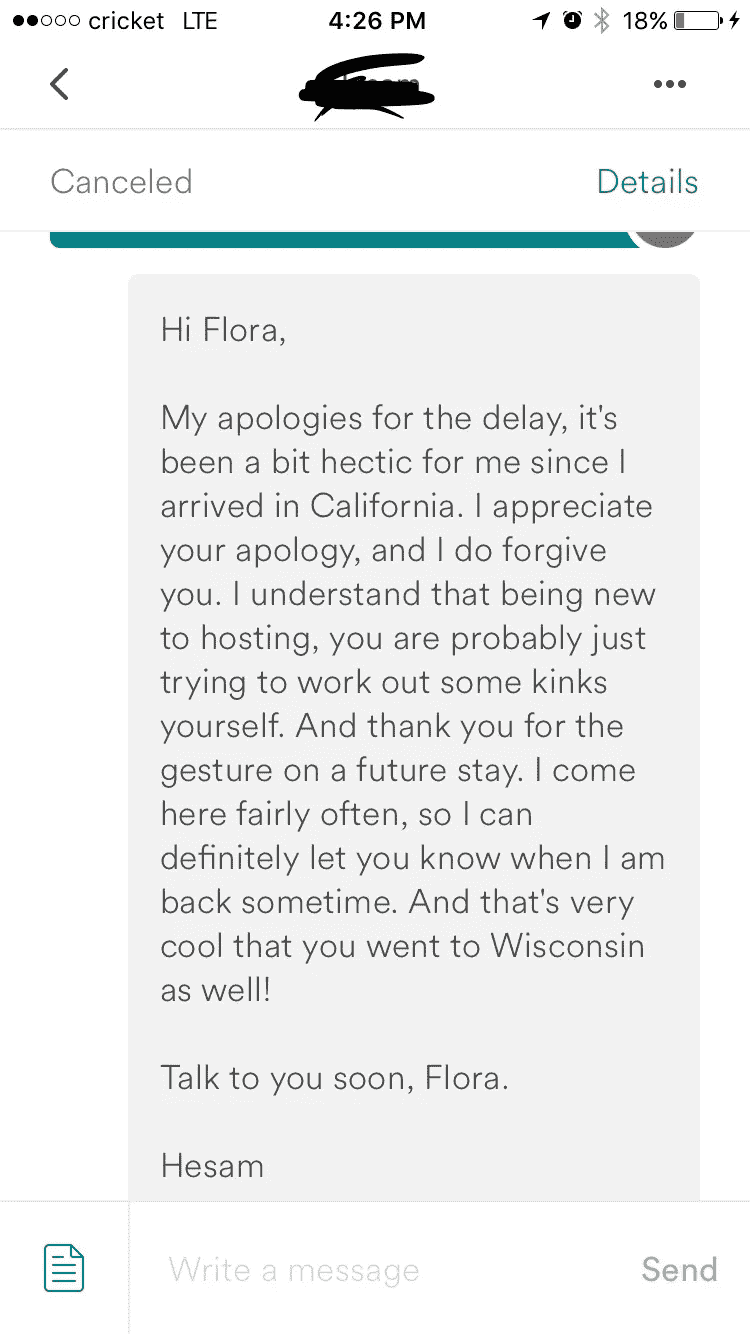 cricket LTE 4:26 PM 18%
Canceled Details
Hi Flora,
My apologies for the delay, it's
been a bit hectic for me since I
arrived in California. I appreciate
your apology, and I do forgive
you. I understand that being new
to hosting, you are probably just
trying to work out some kinks
yourself. And thank you for the
gesture on a future stay. I come
here fairly often, so I can
definitely let you know when I am
back sometime. And that's very
cool that you went to Wisconsin
as well!
Talk to you soon, Flora.
Hesam
Write a message Send